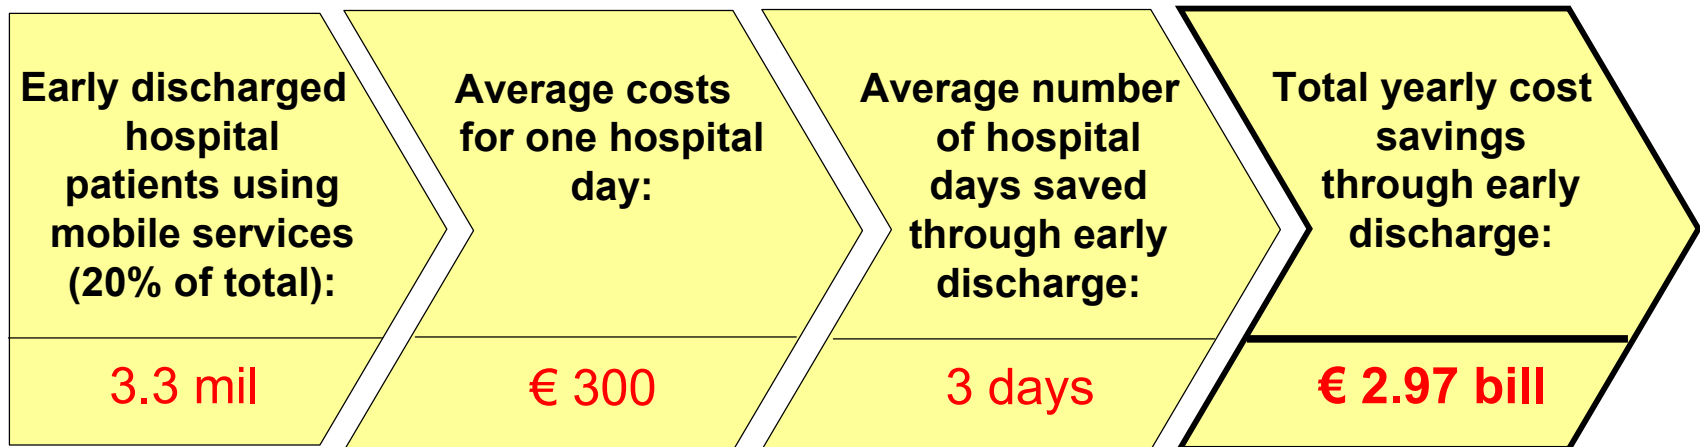 Early discharged
hospital
patients using
mobile services
(20% of total):
3.3 mil
Average costs
for one hospital
day:
€ 300
Average number
of hospital
days saved
through early
discharge:
3 days
Total yearly cost
savings
through early
discharge:
€ 2.97 bill